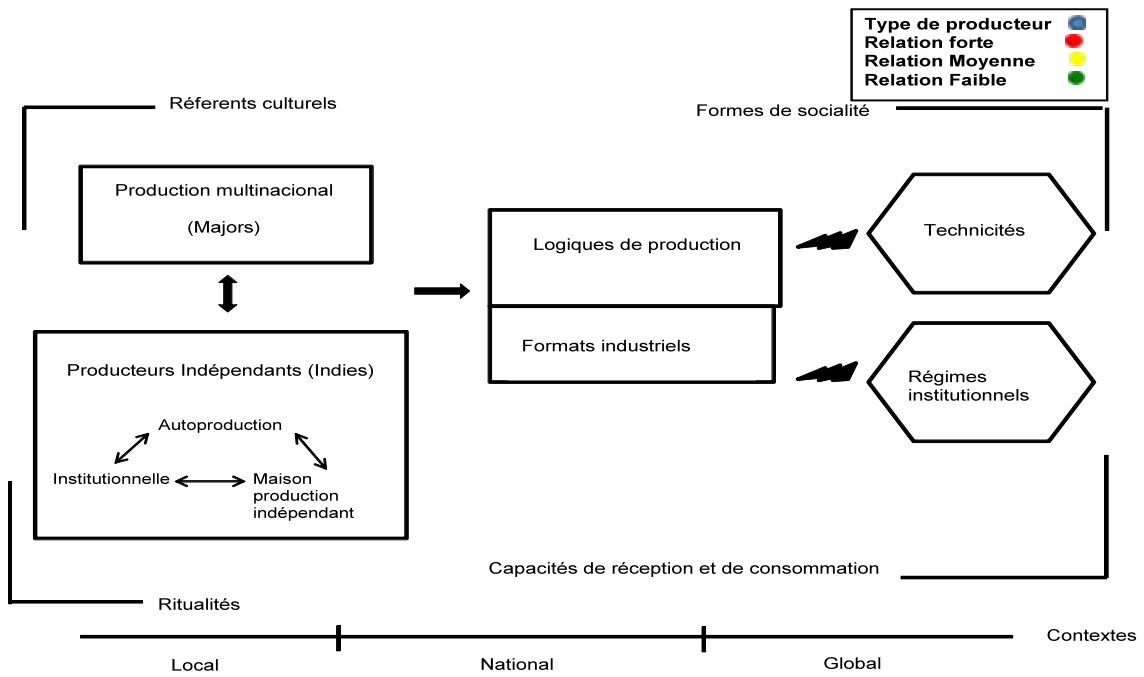 Type de producteur
Relation forte
Relation Moyenne
Relation Faible
Réferents culturels
Formes de socialité
Production multinacional
(Majors)
Logiques de production
Technicités
Formats industriels
Producteurs Indépendants (Indies)
Régimes
institutionnels
Autoproduction
Institutionnelle
Maison
production
indépendant
Capacités de réception et de consommation
Ritualités
Contextes
Local
National
Global